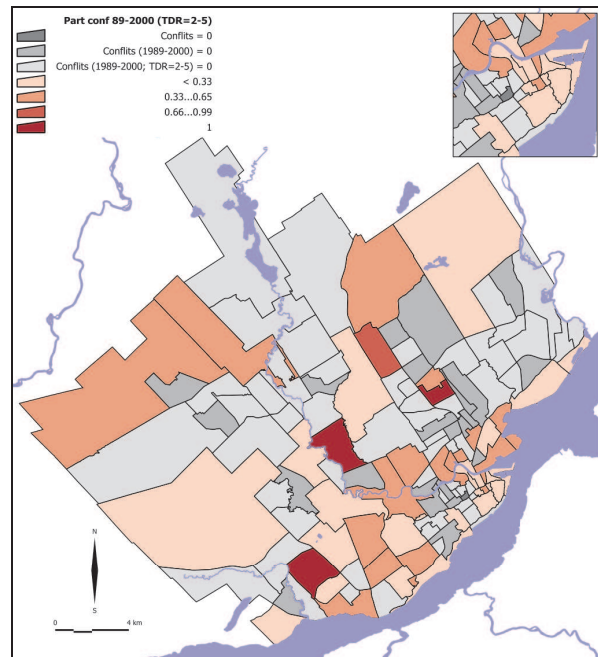 Part conf 89-2000 (TDR=2-5)
Conflits = 0
Conflits (1989-2000) = 0
Conflits (1989-2000; TDR=2-5) = 0
< 0.33
0.33...0.65
0.66...0.99
1
N
S
0
4 km